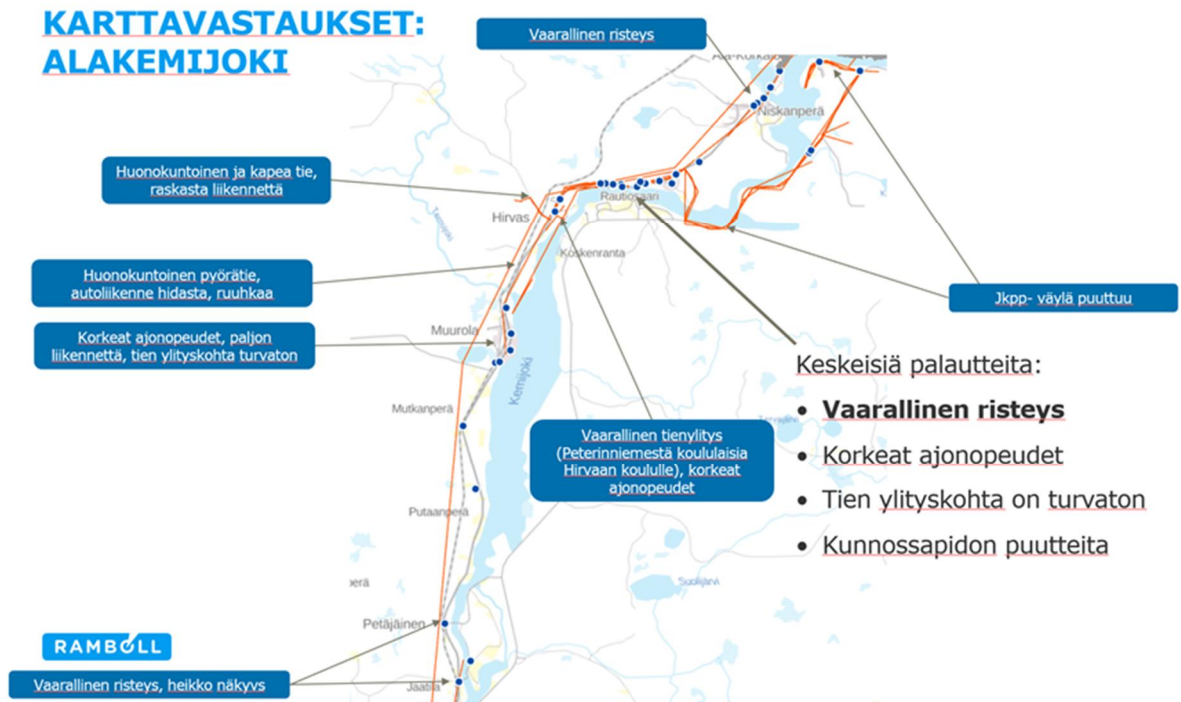 KARTTAVASTAUKSET:
ALAKEMIJOKI
Vaarallinen risteys
Niskanperä
Huonokuntoinen ja kapea tie,
raskasta liikennettä
Rautiosaari
Hirvas
Koskenranta
Huonokuntoinen pyörätie,
autoliikenne hidasta, ruuhkaa
Jkpp- väylä puuttuu
Muurola
Korkeat ajonopeudet, paljon
liikennettä, tien ylityskohta turvaton
Kemijoki
Keskeisiä palautteita:
Mutkanperä
• Vaarallinen risteys
Vaarallinen tienylitys
(Peterinniemestä koululaisia
Hirvaan koululle), korkeat
ajonopeudet
• Korkeat ajonopeudet
• Tien ylityskohta on turvaton
Putaanperä
• Kunnossapidon puutteita
Suolijärvi
perä
Petäjäinen
RAMBOLL
Vaarallinen risteys, heikko näkyvs
Jaatila